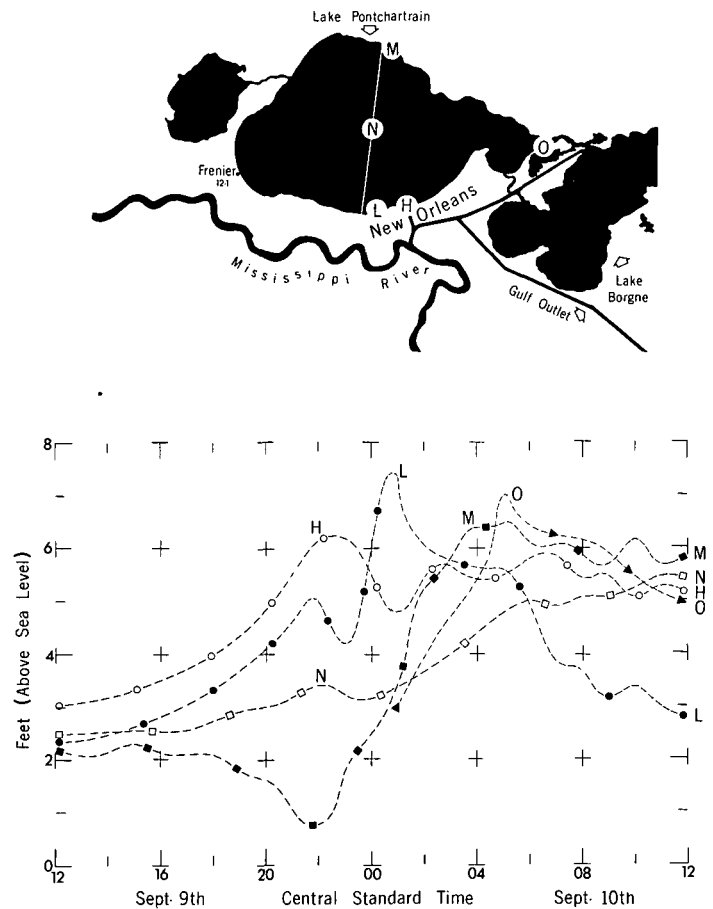 Lake Pontchartrain
M
N
O
Frenier
12.1
L H
New Orleans
Mississippi River
Lake
Borgne
Gulf Outlet
8
L
O
H
M
6
M
N
H
O
4
N
L
2
0
Feet (Above Sea Level)
12 16 20 00 04 08 12
Sept. 9th Central Standard Time Sept. 10th